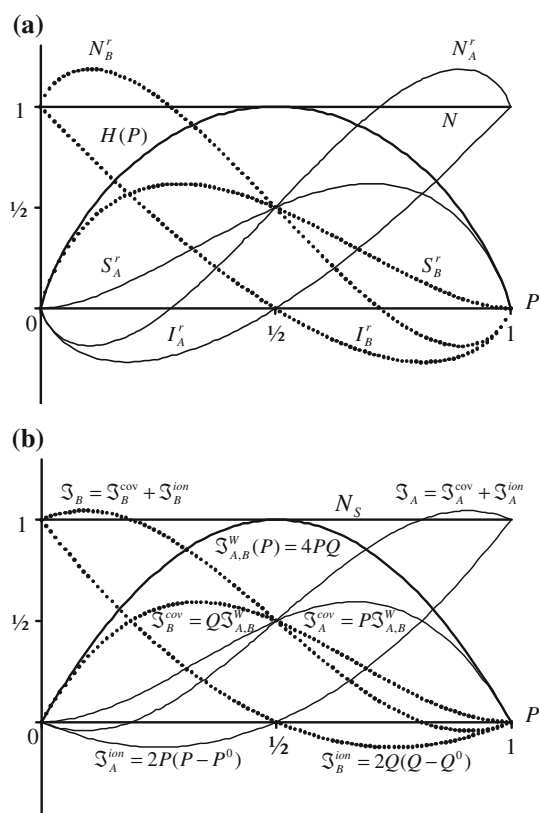 (a)
N_B^r
N_A^r
1
H(P)
N
½
S_A^r
S_B^r
0
I_A^r
½
I_B^r
1
P
(b)
ℑ_B = ℑ_B^cov + ℑ_B^ion
N_S
ℑ_A = ℑ_A^cov + ℑ_A^ion
1
ℑ_{A,B}^W(P) = 4PQ
½
ℑ_B^cov = Qℑ_{A,B}^W
ℑ_A^cov = Pℑ_{A,B}^W
P
0
½
1
ℑ_A^ion = 2P(P − P^0)
ℑ_B^ion = 2Q(Q − Q^0)